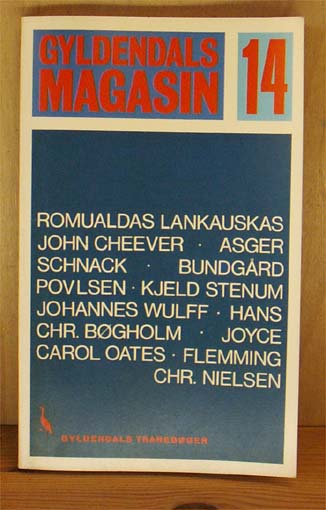 GYLDENDALS
MAGASIN 14
ROMUALDAS LANKAUSKAS
JOHN CHEEVER · ASGER
SCHNACK · BUNDGÅRD
POVLSEN · KJELD STENUM
JOHANNES WULFF · HANS
CHR. BØGHOLM · JOYCE
CAROL OATES · FLEMMING
CHR. NIELSEN
GYLDENDALS TRANEBØGER